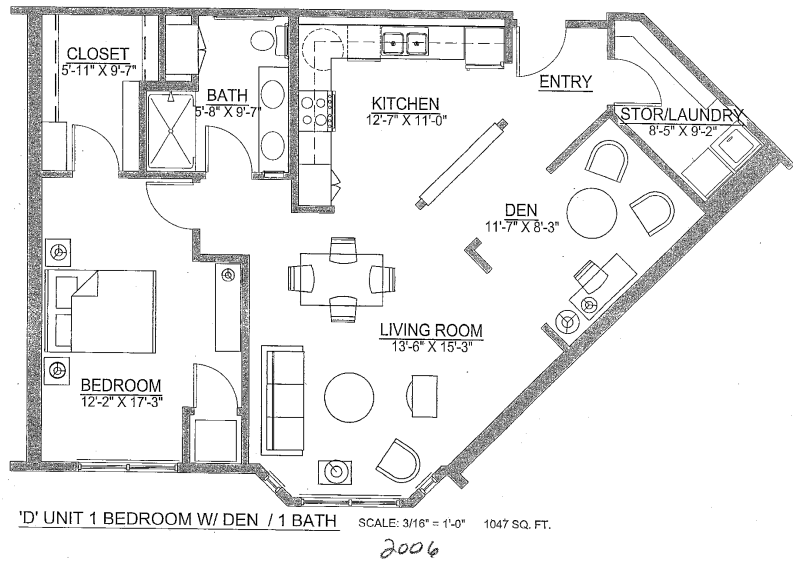 CLOSET
5'-11" X 9'-7"
BATH
5'-8" X 9'-7"
KITCHEN
12'-7" X 11'-0"
ENTRY
STOR/LAUNDRY
8'-5" X 9'-2"
DEN
11'-7" X 8'-3"
LIVING ROOM
13'-6" X 15'-3"
BEDROOM
12'-2" X 17'-3"
'D' UNIT 1 BEDROOM W/ DEN / 1 BATH
SCALE: 3/16" = 1'-0" 1047 SQ. FT.
2006